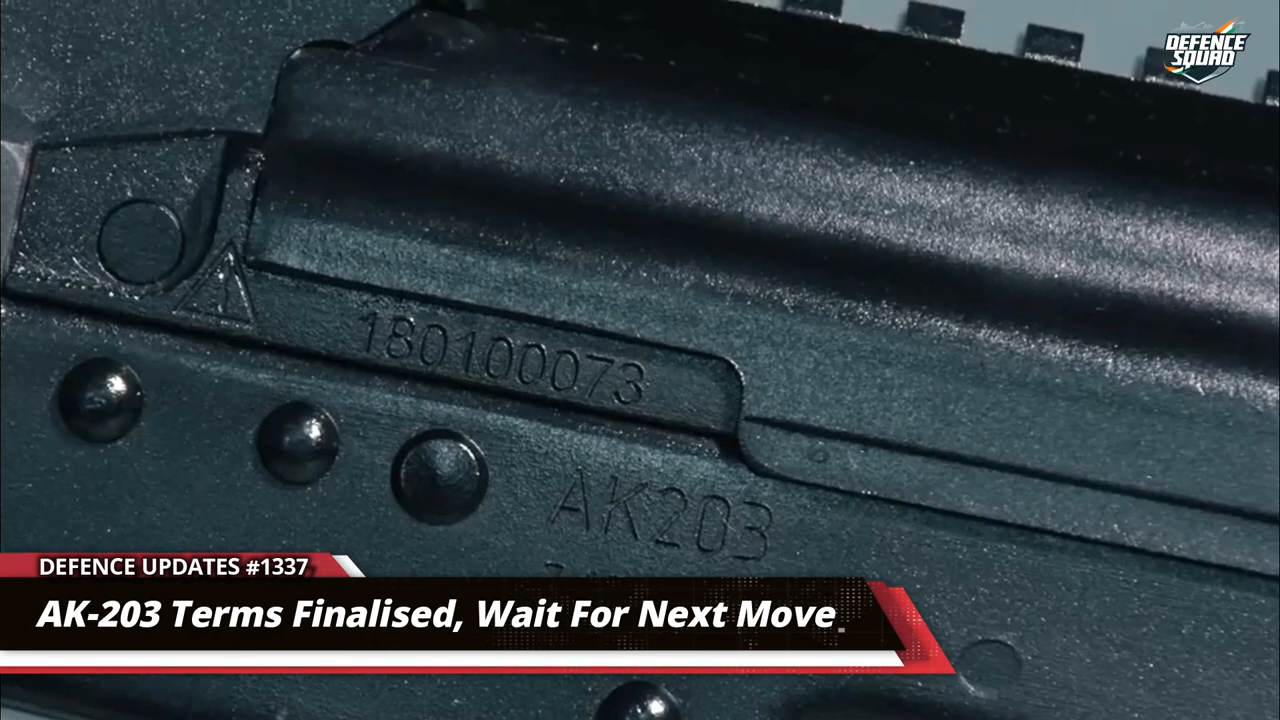 DEFENCE
SQUAD
180100073
AK203
DEFENCE UPDATES #1337
AK-203 Terms Finalised, Wait For Next Move